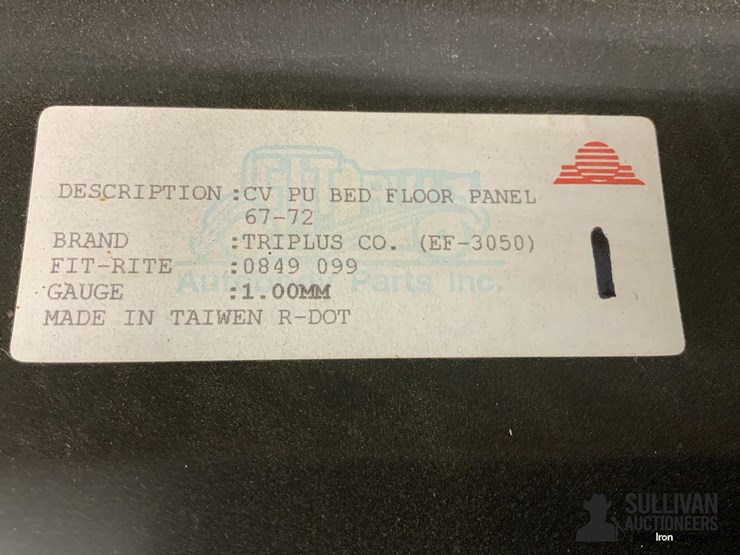 DESCRIPTION :CV PU BED FLOOR PANEL
67-72
BRAND :TRIPLUS CO. (EF-3050)
FIT-RITE :0849 099
GAUGE :1.00MM
MADE IN TAIWEN R-DOT
Parts Inc.
SULLIVAN
AUCTIONEERS
Iron